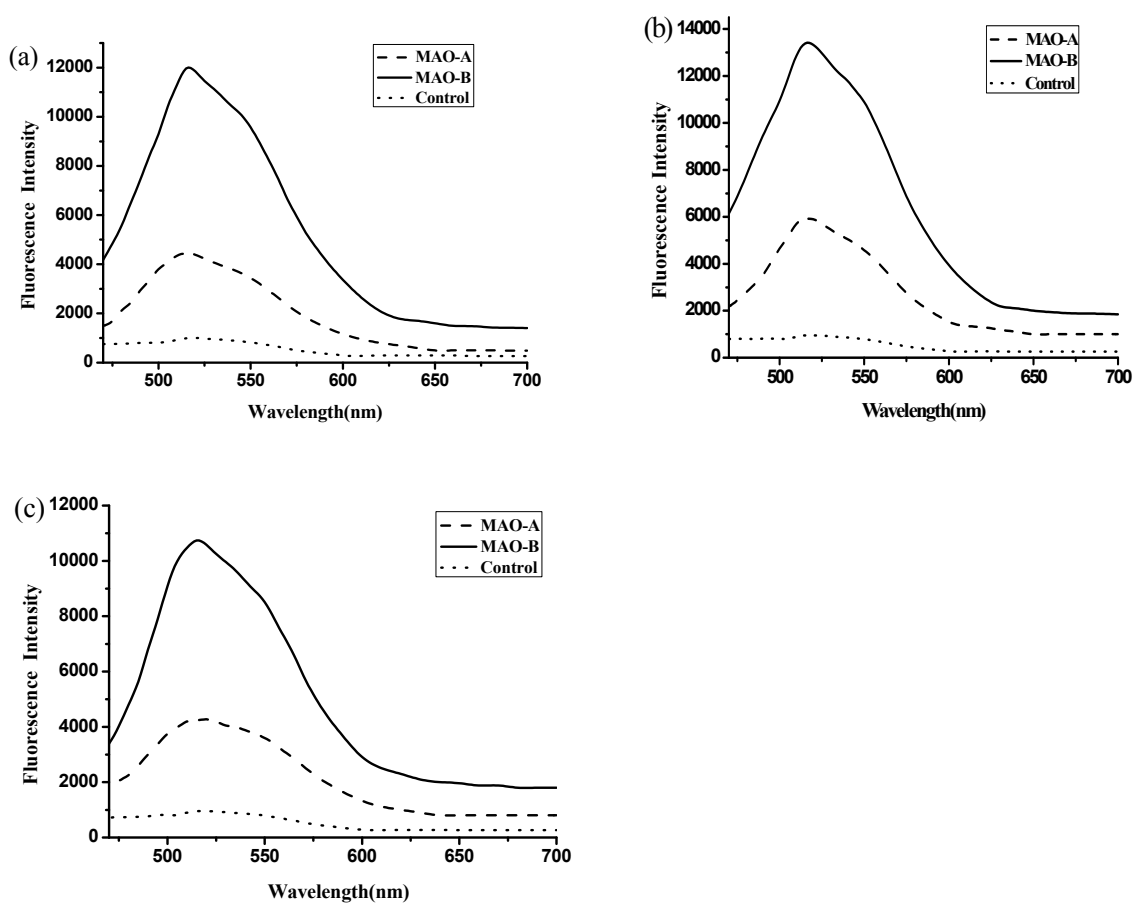 (a)
MAO-A
MAO-B
Control
Fluorescence Intensity
12000
10000
8000
6000
4000
2000
0
500 550 600 650 700
Wavelength(nm)
(b)
MAO-A
MAO-B
Control
Fluorescence Intensity
14000
12000
10000
8000
6000
4000
2000
0
500 550 600 650 700
Wavelength(nm)
(c)
MAO-A
MAO-B
Control
Fluorescence Intensity
12000
10000
8000
6000
4000
2000
0
500 550 600 650 700
Wavelength(nm)